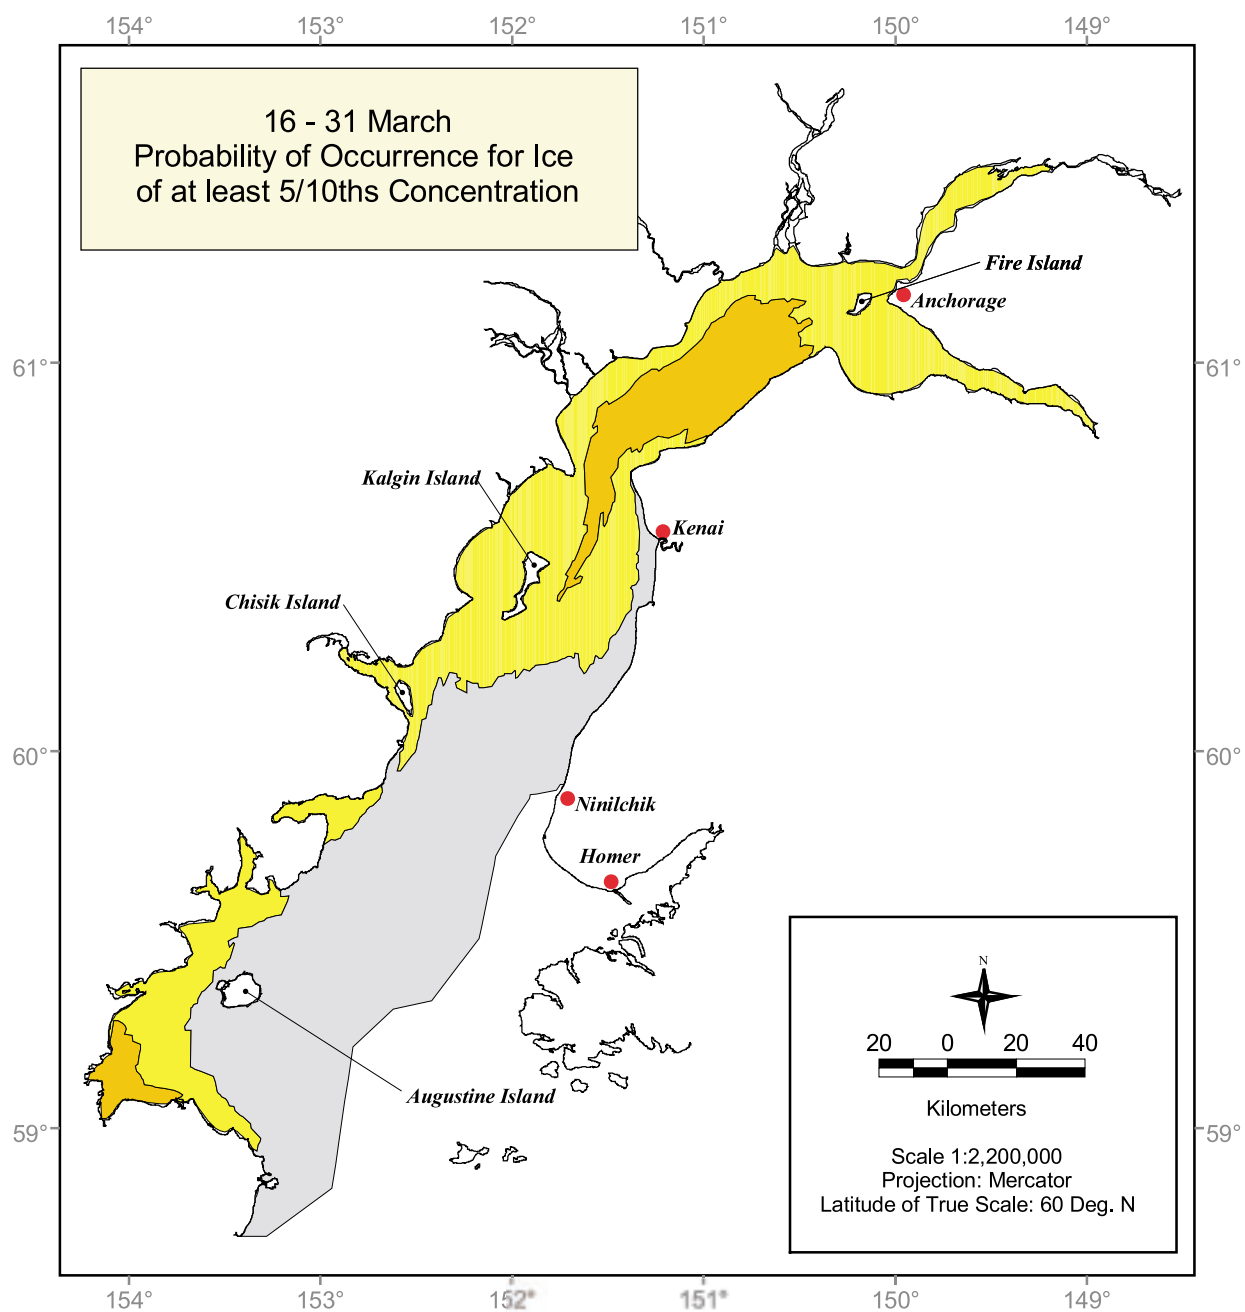 154° 153° 152° 151° 150° 149°
16 - 31 March
Probability of Occurrence for Ice
of at least 5/10ths Concentration
Fire Island
Anchorage
61° 61°
Kalgin Island
Kenai
Chisik Island
60° 60°
Ninilchik
Homer
N
20 0 20 40
Augustine Island
Kilometers
59° 59°
Scale 1:2,200,000
Projection: Mercator
Latitude of True Scale: 60 Deg. N
154° 153° 152° 151° 150° 149°